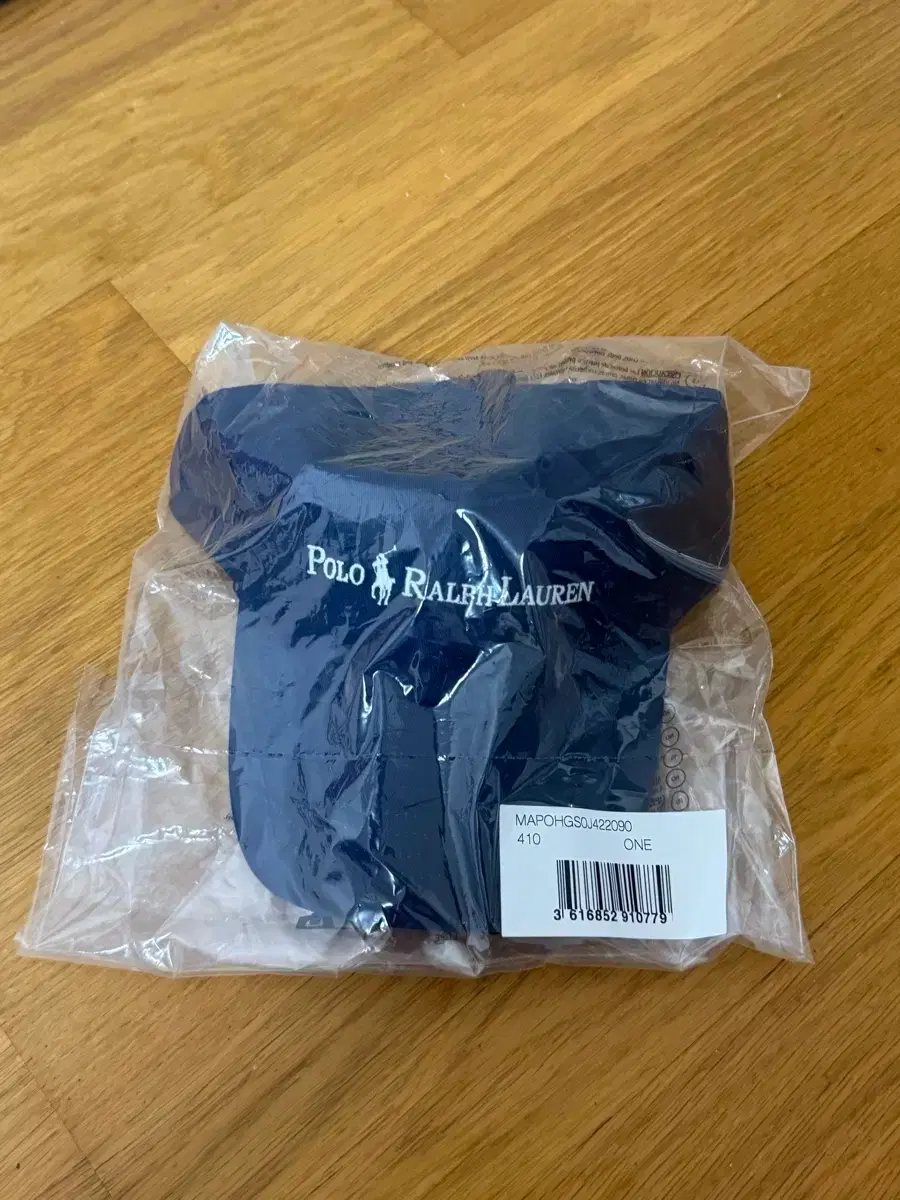 POLO RALPH LAUREN
MAPOHGS0J422090
410 ONE
3 616852 910779